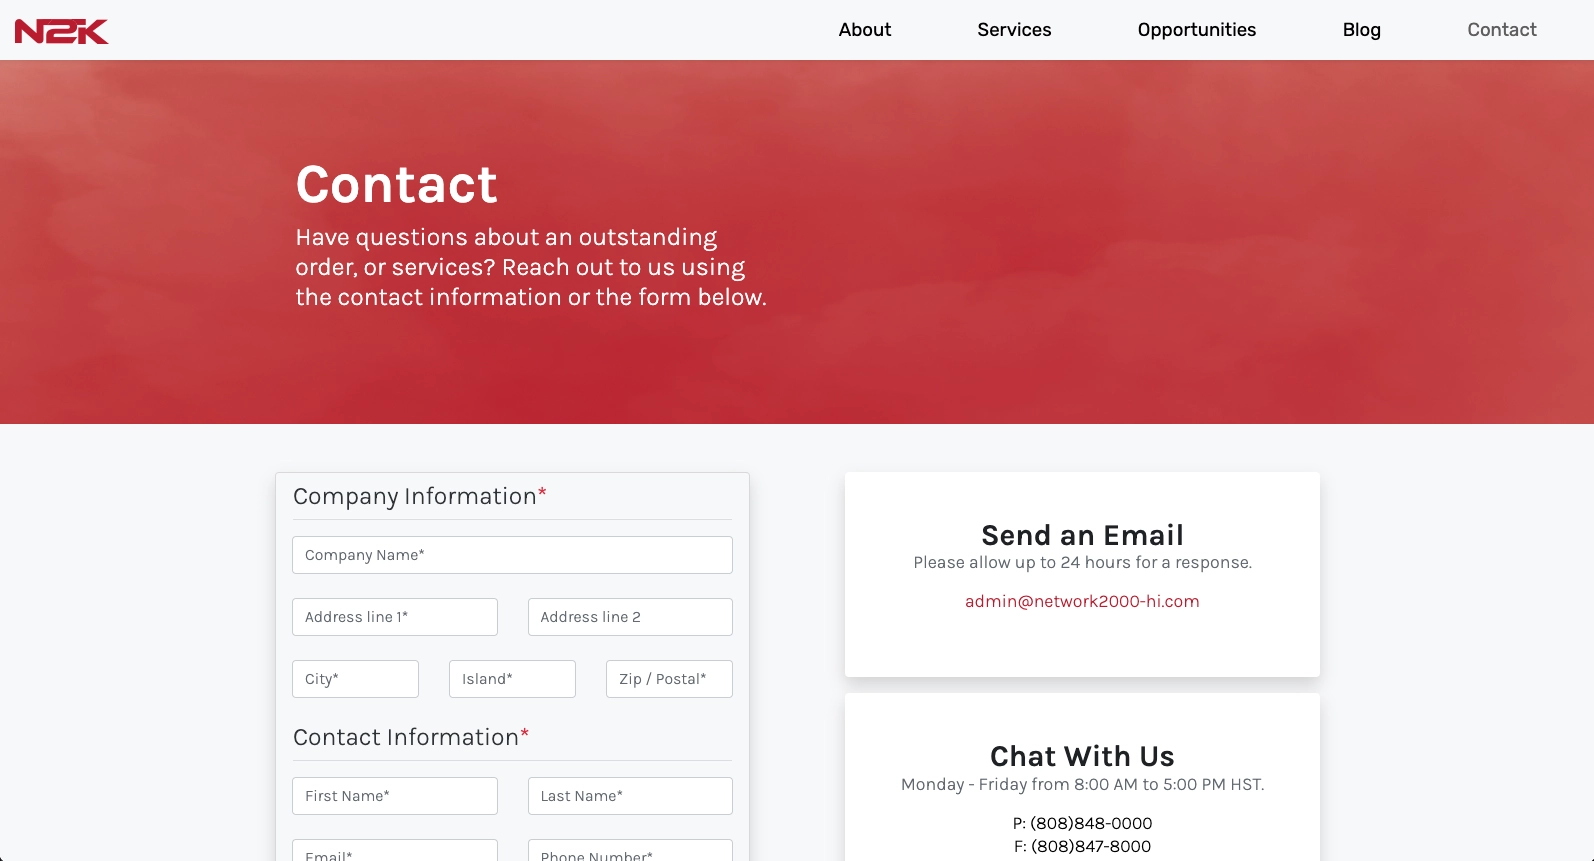 N2K
About
Services
Opportunities
Blog
Contact
Contact
Have questions about an outstanding
order, or services? Reach out to us using
the contact information or the form below.
Company Information*
Company Name*
Address line 1*
Address line 2
City*
Island*
Zip / Postal*
Contact Information*
First Name*
Last Name*
Email*
Phone Number*
Send an Email
Please allow up to 24 hours for a response.
admin@network2000-hi.com
Chat With Us
Monday - Friday from 8:00 AM to 5:00 PM HST.
P: (808)848-0000
F: (808)847-8000